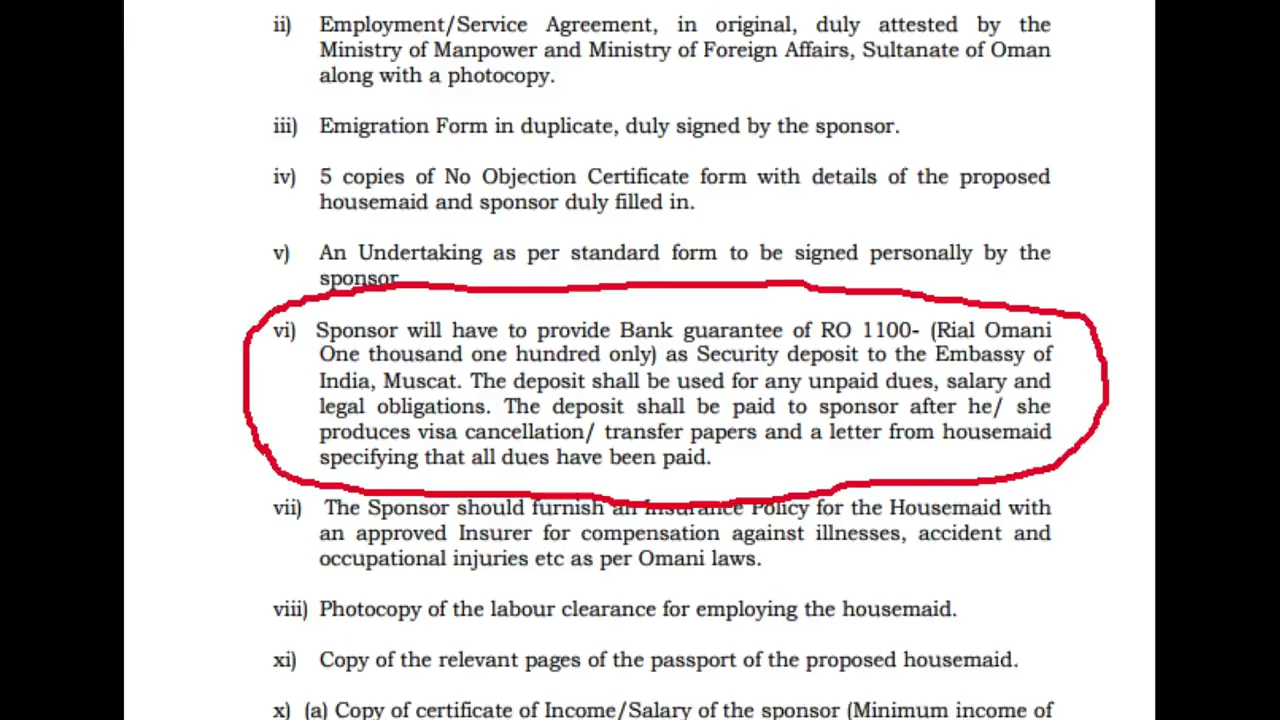 ii) Employment/Service Agreement, in original, duly attested by the
Ministry of Manpower and Ministry of Foreign Affairs, Sultanate of Oman
along with a photocopy.
iii) Emigration Form in duplicate, duly signed by the sponsor.
iv) 5 copies of No Objection Certificate form with details of the proposed
housemaid and sponsor duly filled in.
v) An Undertaking as per standard form to be signed personally by the
sponsor
vi) Sponsor will have to provide Bank guarantee of RO 1100- (Rial Omani
One thousand one hundred only) as Security deposit to the Embassy of
India, Muscat. The deposit shall be used for any unpaid dues, salary and
legal obligations. The deposit shall be paid to sponsor after he/ she
produces visa cancellation/ transfer papers and a letter from housemaid
specifying that all dues have been paid.
vii) The Sponsor should furnish an Insurance Policy for the Housemaid with
an approved Insurer for compensation against illnesses, accident and
occupational injuries etc as per Omani laws.
viii) Photocopy of the labour clearance for employing the housemaid.
xi) Copy of the relevant pages of the passport of the proposed housemaid.
x) (a) Copy of certificate of Income/Salary of the sponsor (Minimum income of